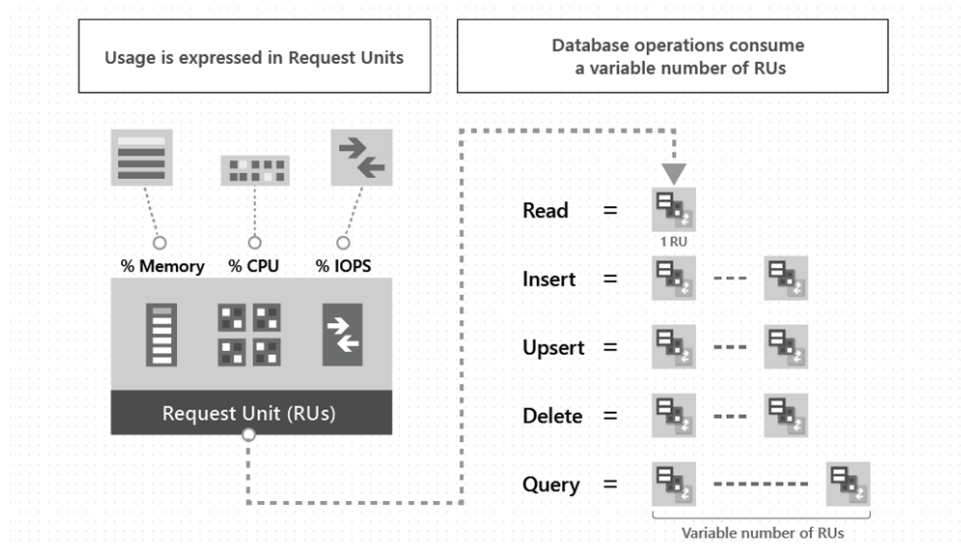 Usage is expressed in Request Units
Database operations consume
a variable number of RUs
% Memory
% CPU
% IOPS
Request Unit (RUs)
Read =
1 RU
Insert =
Upsert =
Delete =
Query =
Variable number of RUs